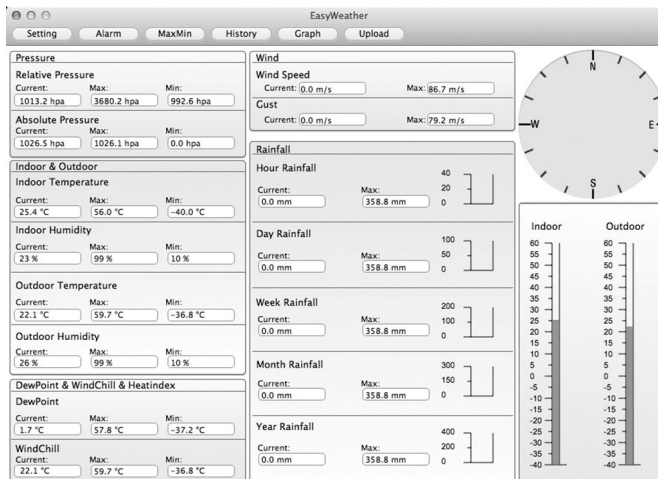 EasyWeather
Setting Alarm MaxMin History Graph Upload
Pressure
Relative Pressure
Current: Max: Min:
1013.2 hpa 3680.2 hpa 992.6 hpa
Absolute Pressure
Current: Max: Min:
1026.5 hpa 1026.1 hpa 0.0 hpa
Indoor & Outdoor
Indoor Temperature
Current: Max: Min:
25.4 °C 56.0 °C -40.0 °C
Indoor Humidity
Current: Max: Min:
23 % 99 % 10 %
Outdoor Temperature
Current: Max: Min:
22.1 °C 59.7 °C -36.8 °C
Outdoor Humidity
Current: Max: Min:
26 % 99 % 10 %
DewPoint & WindChill & Heatindex
DewPoint
Current: Max: Min:
1.7 °C 57.8 °C -37.2 °C
WindChill
Current: Max: Min:
22.1 °C 59.7 °C -36.8 °C
Wind
Wind Speed
Current: 0.0 m/s Max: 86.7 m/s
Gust
Current: 0.0 m/s Max: 79.2 m/s
Rainfall
Hour Rainfall
Current: Max:
0.0 mm 358.8 mm
40
20
0
Day Rainfall
Current: Max:
0.0 mm 358.8 mm
100
50
0
Week Rainfall
Current: Max:
0.0 mm 358.8 mm
200
100
0
Month Rainfall
Current: Max:
0.0 mm 358.8 mm
300
150
0
Year Rainfall
Current: Max:
0.0 mm 358.8 mm
400
200
0
N
W E
S
Indoor Outdoor
60 60
55 55
50 50
45 45
40 40
35 35
30 30
25 25
20 20
15 15
10 10
5 5
0 0
-5 -5
-10 -10
-15 -15
-20 -20
-25 -25
-30 -30
-35 -35
-40 -40